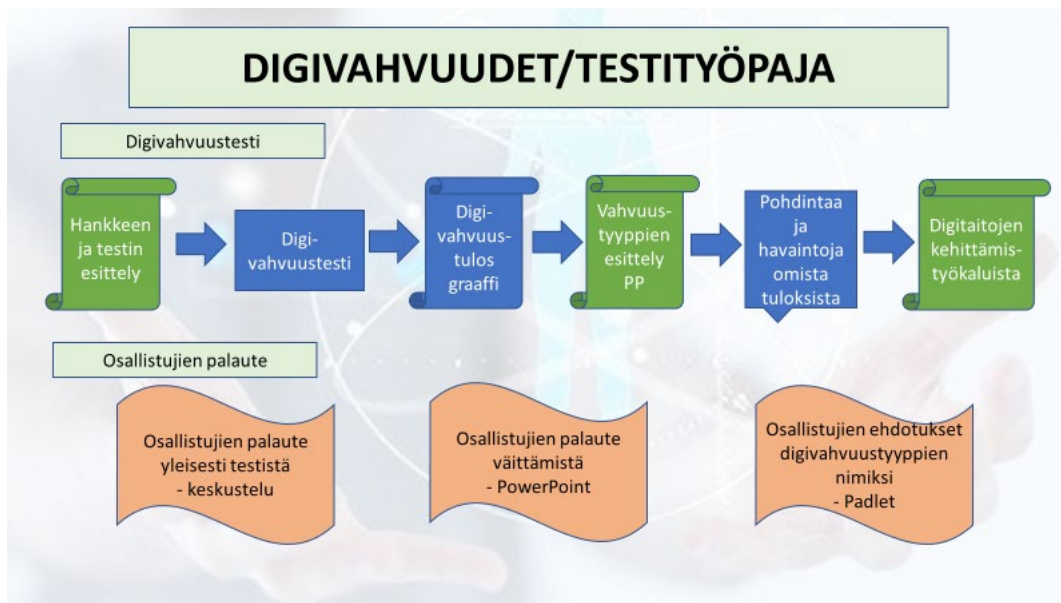 DIGIVAHVUUDET/TESTITYÖPAJA
Digivahvuustesti
Hankkeen
ja testin
esittely
Digi-
vahvuustesti
Digi-
vahvuus-
tulos
graaffi
Vahvuus-
tyyppien
esittely
PP
Pohdintaa
ja
havaintoja
omista
tuloksista
Digitaitojen
kehittämis-
työkaluista
Osallistujien palaute
Osallistujien palaute
yleisesti testistä
- keskustelu
Osallistujien palaute
väittämistä
- PowerPoint
Osallistujien ehdotukset
digivahvuustyyppien
nimiksi
- Padlet